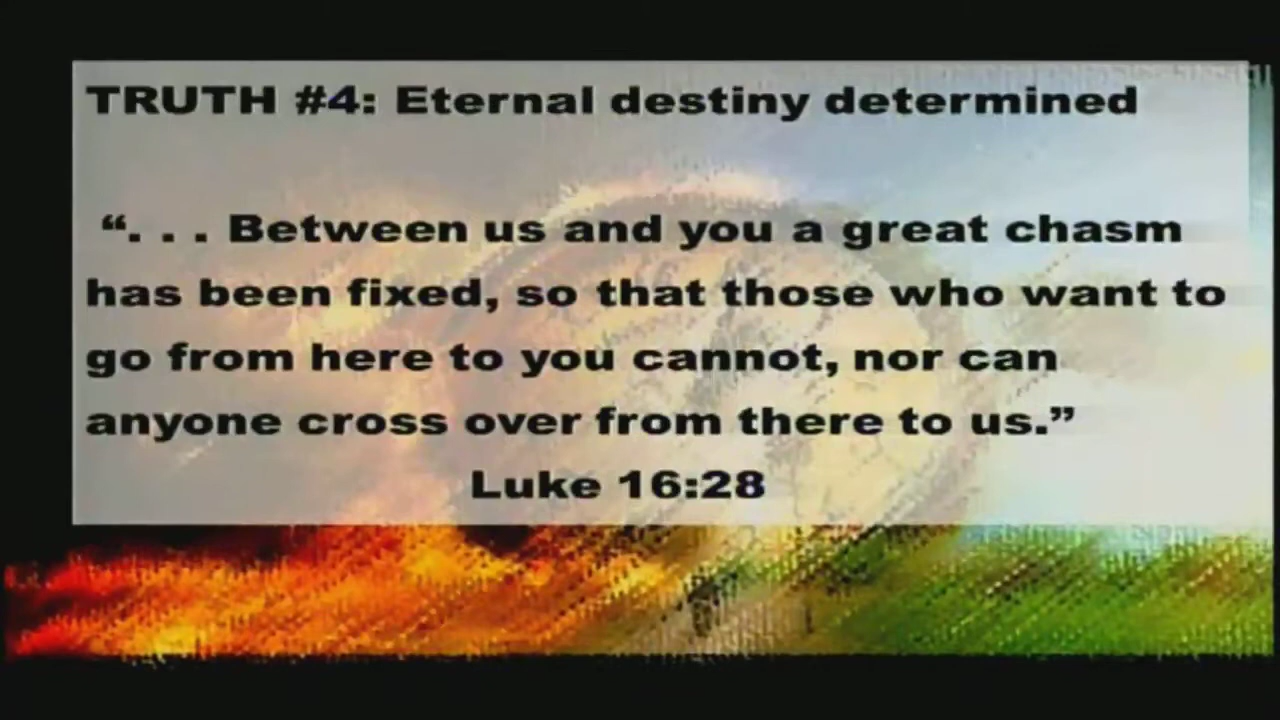 TRUTH #4: Eternal destiny determined
“. . . Between us and you a great chasm
has been fixed, so that those who want to
go from here to you cannot, nor can
anyone cross over from there to us.”
Luke 16:28